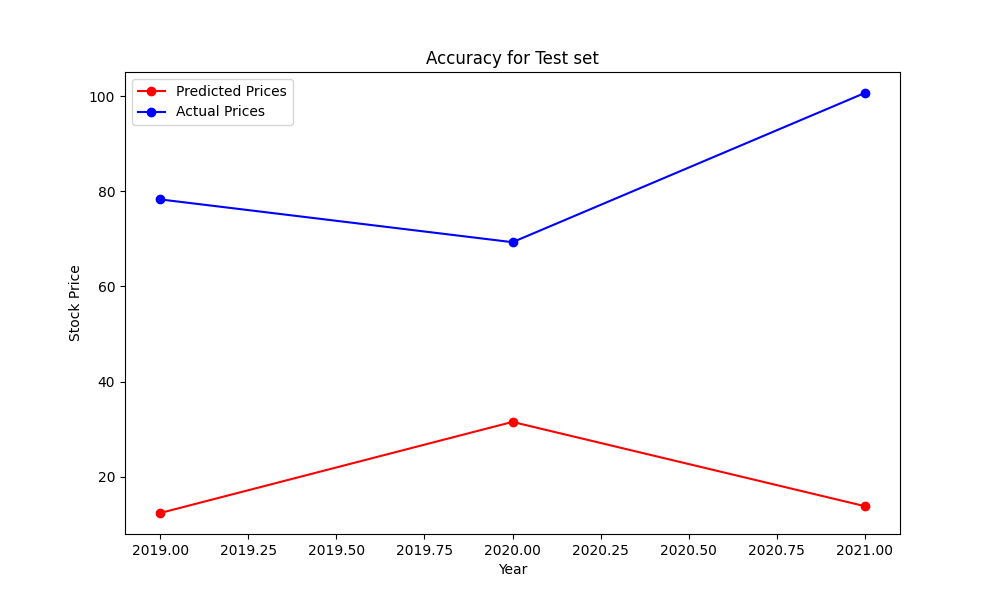 Accuracy for Test set
Predicted Prices
Actual Prices
100
80
60
40
20
Stock Price
2019.00 2019.25 2019.50 2019.75 2020.00 2020.25 2020.50 2020.75 2021.00
Year